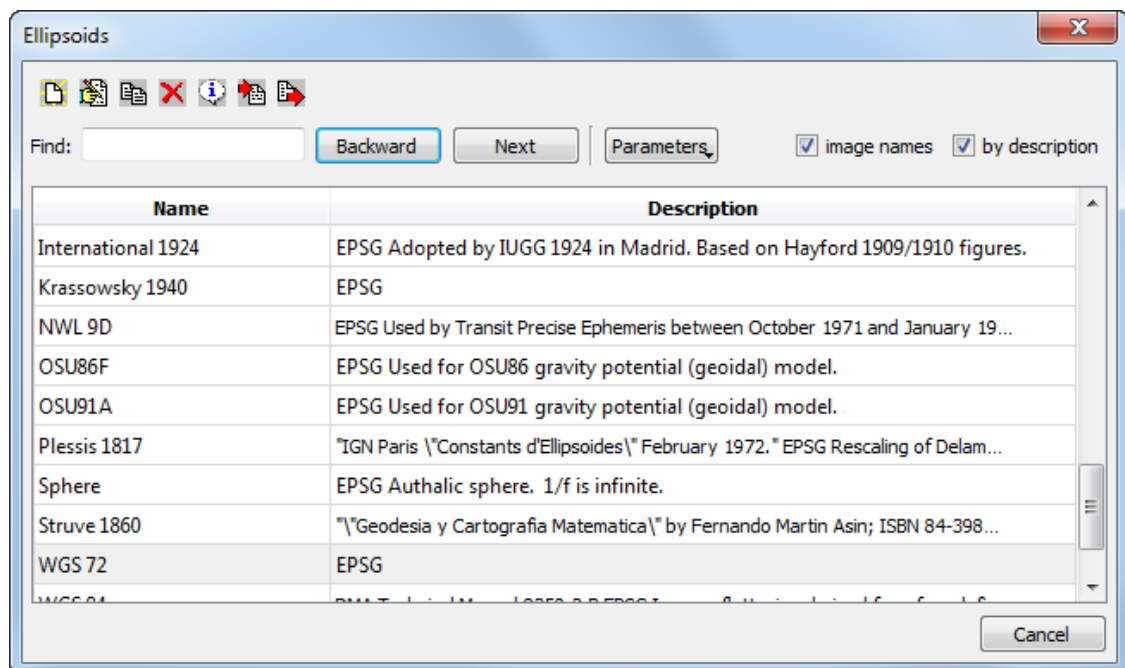 Ellipsoids
Find: Backward Next Parameters image names by description
Name Description
International 1924 EPSG Adopted by IUGG 1924 in Madrid. Based on Hayford 1909/1910 figures.
Krassowsky 1940 EPSG
NWL 9D EPSG Used by Transit Precise Ephemeris between October 1971 and January 19...
OSU86F EPSG Used for OSU86 gravity potential (geoidal) model.
OSU91A EPSG Used for OSU91 gravity potential (geoidal) model.
Plessis 1817 "IGN Paris \"Constants d'Ellipsoides\" February 1972." EPSG Rescaling of Delam...
Sphere EPSG Authalic sphere. 1/f is infinite.
Struve 1860 "\"Geodesia y Cartografia Matematica\" by Fernando Martin Asin; ISBN 84-398...
WGS 72 EPSG
WGS 84
Cancel